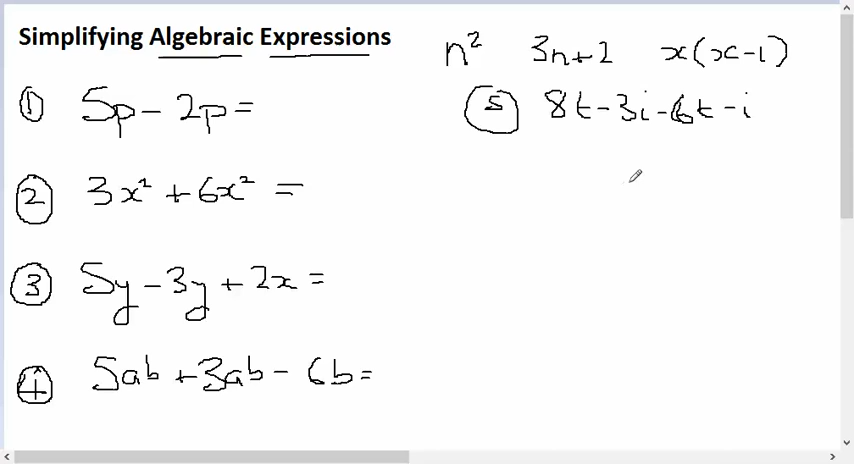 Simplifying Algebraic Expressions
n² 3n+2 x(x-1)
① 5p - 2p =
⑤ 8t - 3i - 6t - i
② 3x² + 6x² =
③ 5y - 3y + 2x =
④ 5ab + 3ab - 6b =